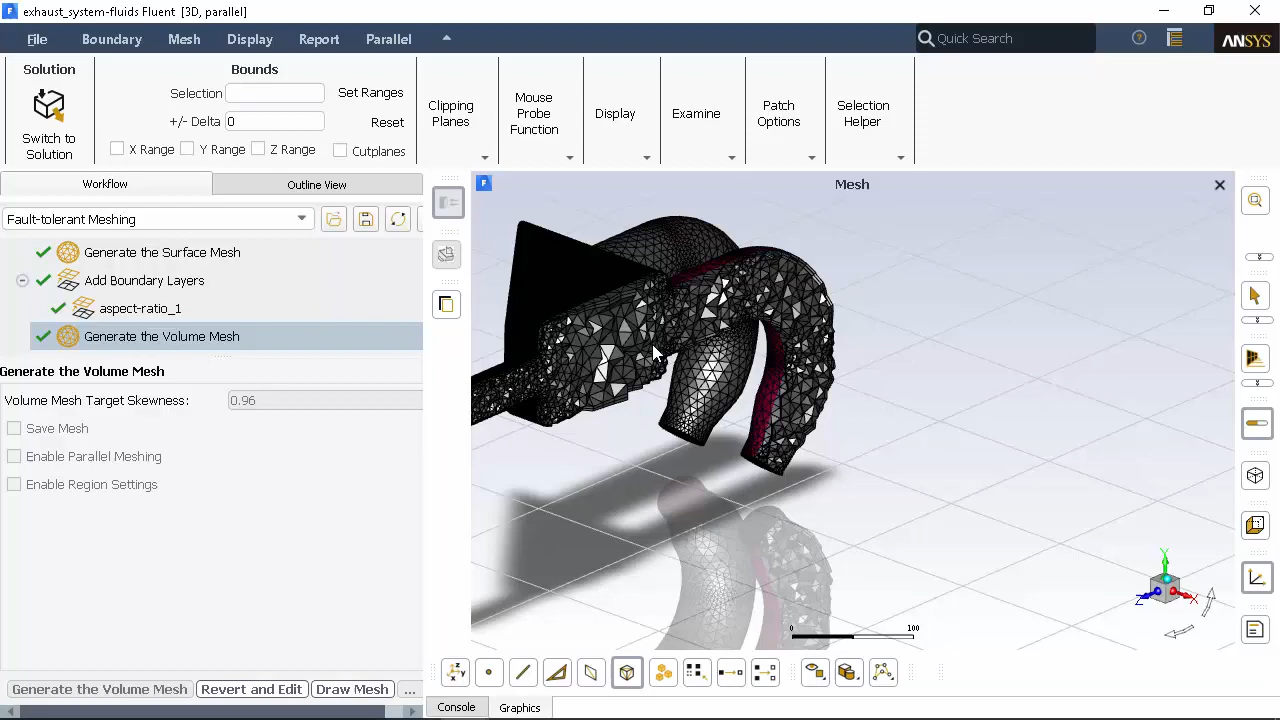 exhaust_system-fluids Fluent [3D, parallel]
File Boundary Mesh Display Report Parallel Quick Search ANSYS
Solution
Switch to
Solution
Bounds
Selection Set Ranges
+/- Delta 0 Reset
X Range Y Range Z Range Cutplanes
Clipping
Planes
Mouse
Probe
Function
Display
Examine
Patch
Options
Selection
Helper
Workflow Outline View
Fault-tolerant Meshing
Generate the Surface Mesh
Add Boundary Layers
aspect-ratio_1
Generate the Volume Mesh
Generate the Volume Mesh
Volume Mesh Target Skewness: 0.96
Save Mesh
Enable Parallel Meshing
Enable Region Settings
Generate the Volume Mesh Revert and Edit Draw Mesh ...
Mesh
0 100
Y
Z X
Console Graphics